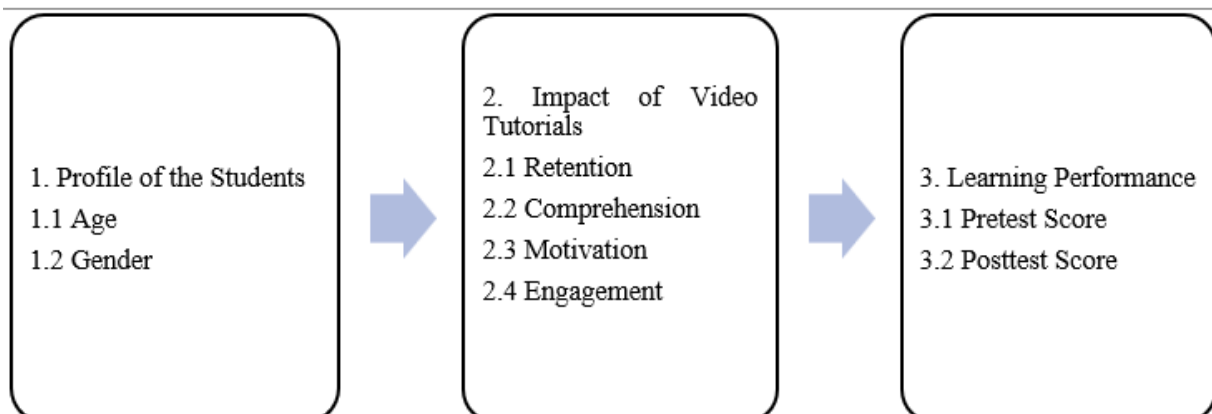 1. Profile of the Students
1.1 Age
1.2 Gender
2. Impact of Video
Tutorials
2.1 Retention
2.2 Comprehension
2.3 Motivation
2.4 Engagement
3. Learning Performance
3.1 Pretest Score
3.2 Posttest Score